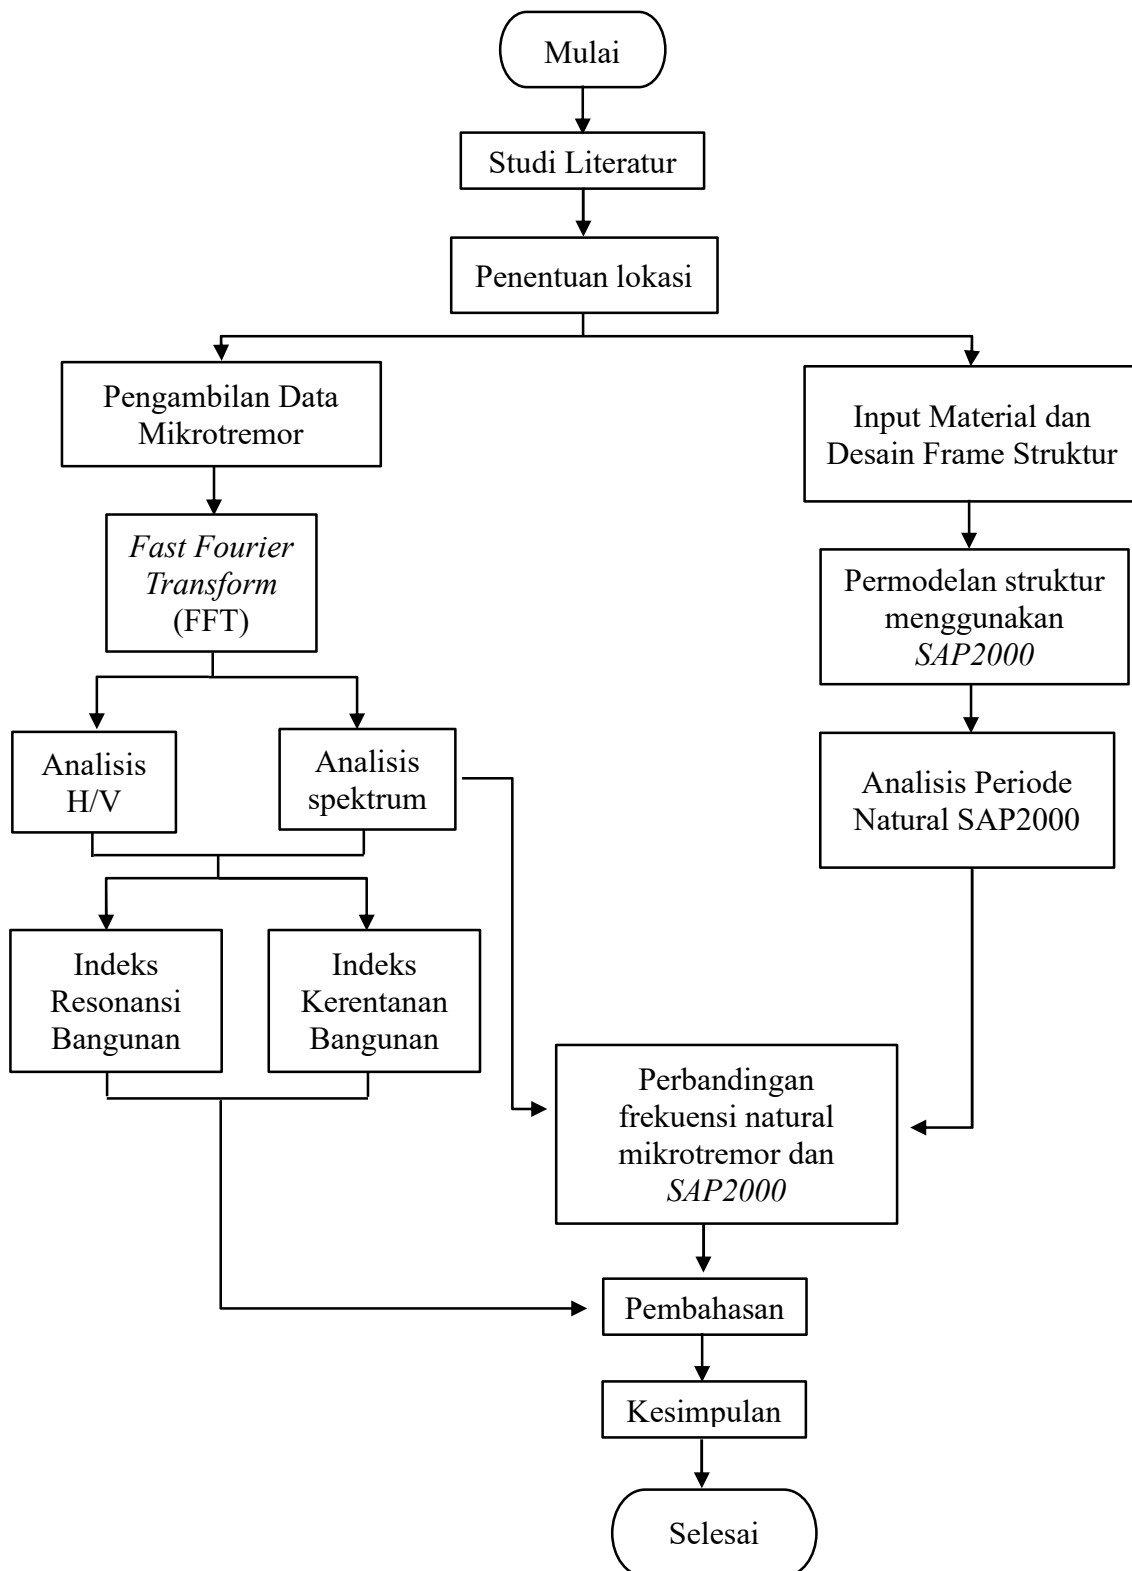 Mulai
Studi Literatur
Penentuan lokasi
Pengambilan Data
Mikrotremor
Input Material dan
Desain Frame Struktur
Fast Fourier
Transform
(FFT)
Permodelan struktur
menggunakan
SAP2000
Analisis
H/V
Analisis
spektrum
Analisis Periode
Natural SAP2000
Indeks
Resonansi
Bangunan
Indeks
Kerentanan
Bangunan
Perbandingan
frekuensi natural
mikrotremor dan
SAP2000
Pembahasan
Kesimpulan
Selesai